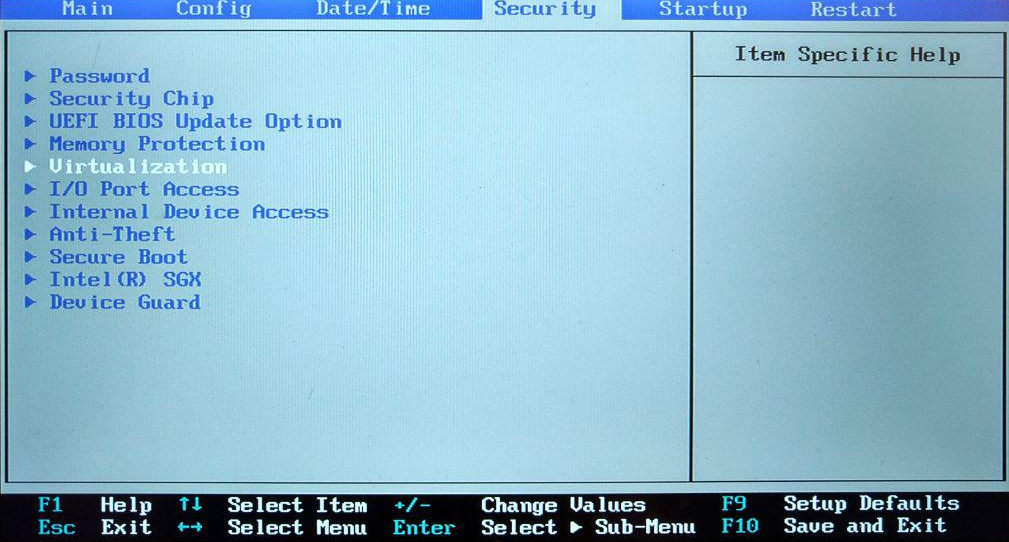 Main Config Date/Time Security Startup Restart
Item Specific Help
▶ Password
▶ Security Chip
▶ UEFI BIOS Update Option
▶ Memory Protection
▶ Virtualization
▶ I/O Port Access
▶ Internal Device Access
▶ Anti-Theft
▶ Secure Boot
▶ Intel(R) SGX
▶ Device Guard
F1 Help ↑↓ Select Item +/- Change Values F9 Setup Defaults
Esc Exit ←→ Select Menu Enter Select ▶ Sub-Menu F10 Save and Exit